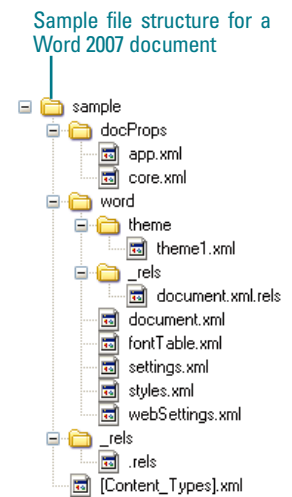 Sample file structure for a
Word 2007 document
sample
docProps
app.xml
core.xml
word
theme
theme1.xml
_rels
document.xml.rels
document.xml
fontTable.xml
settings.xml
styles.xml
webSettings.xml
_rels
.rels
[Content_Types].xml